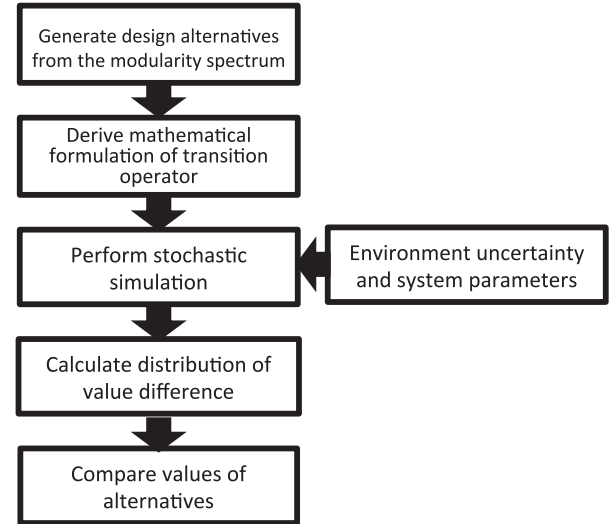 Generate design alternatives
from the modularity spectrum
Derive mathematical
formulation of transition
operator
Perform stochastic
simulation
Environment uncertainty
and system parameters
Calculate distribution of
value difference
Compare values of
alternatives